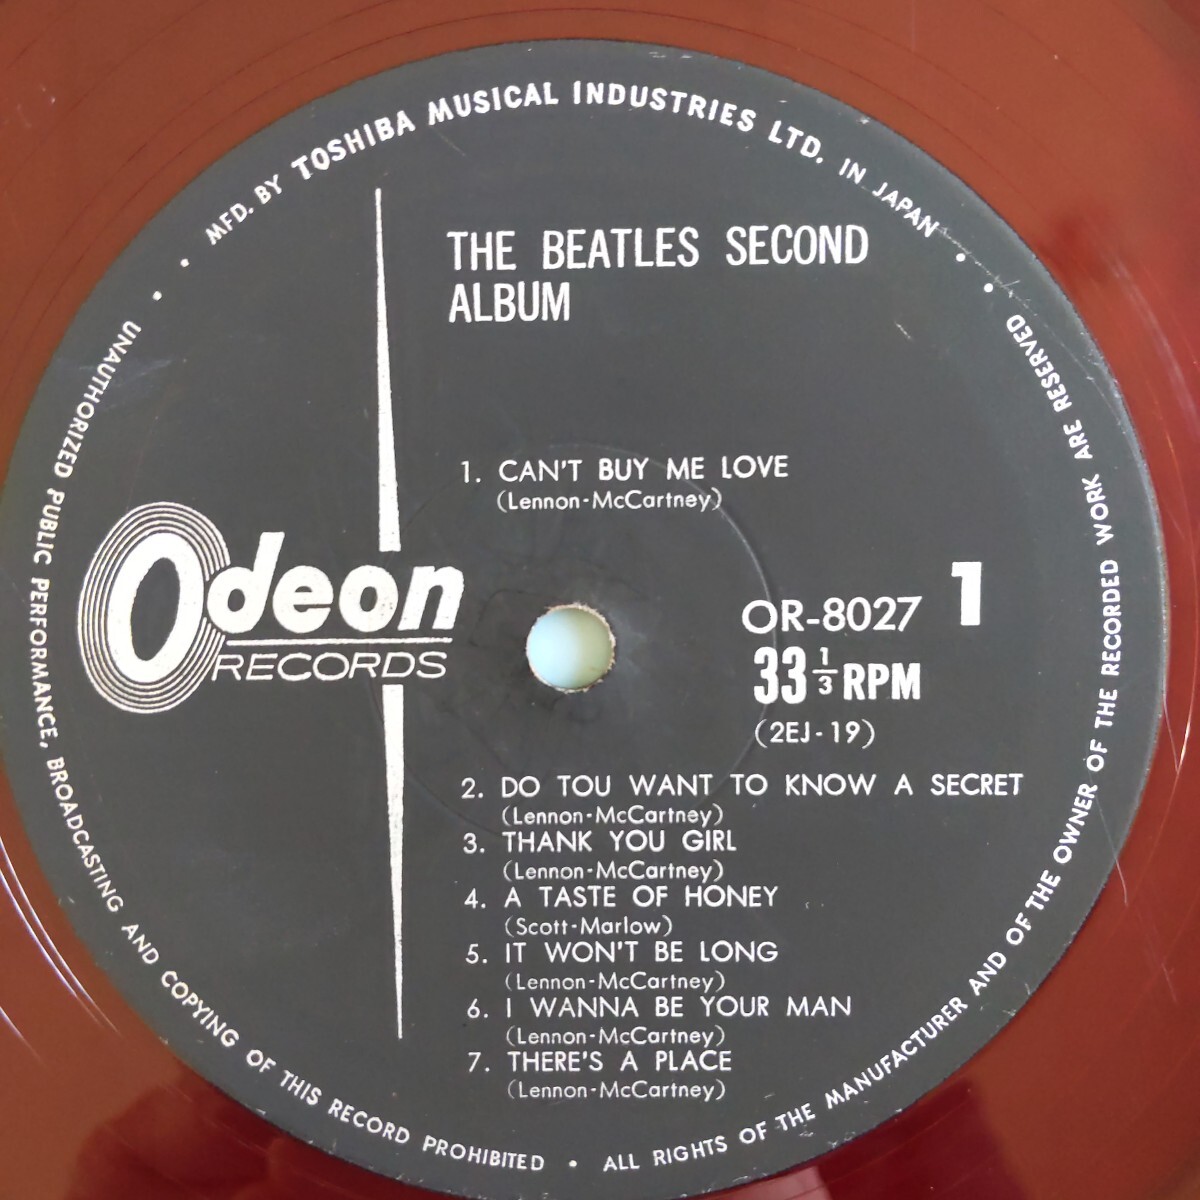 MFD. BY TOSHIBA MUSICAL INDUSTRIES LTD. IN JAPAN
THE BEATLES SECOND
ALBUM
1. CAN'T BUY ME LOVE
(Lennon-McCartney)
Odeon
RECORDS
OR-8027 1
33 1/3 RPM
(2EJ-19)
2. DO TOU WANT TO KNOW A SECRET
(Lennon-McCartney)
3. THANK YOU GIRL
(Lennon-McCartney)
4. A TASTE OF HONEY
(Scott-Marlow)
5. IT WON'T BE LONG
(Lennon-McCartney)
6. I WANNA BE YOUR MAN
(Lennon-McCartney)
7. THERE'S A PLACE
(Lennon-McCartney)
UNAUTHORIZED PUBLIC PERFORMANCE, BROADCASTING AND COPYING OF THIS RECORD PROHIBITED • ALL RIGHTS OF THE MANUFACTURER AND OF THE OWNER OF THE RECORDED WORK ARE RESERVED